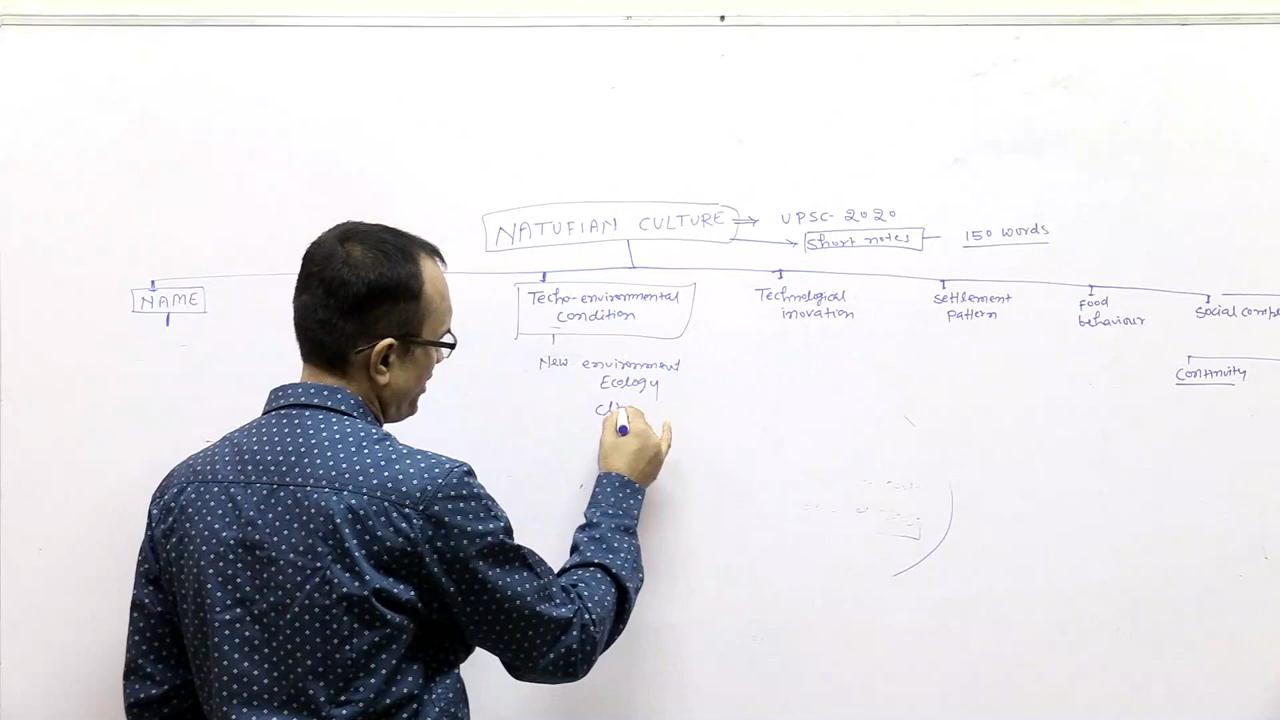 NATUFIAN CULTURE ⇒ UPSC- 2020
Short notes — 150 words
NAME
Techo-environmental
condition
Technological
inovation
settlement
pattern
Food
behaviour
social comple
Continuity
New environment
Ecology